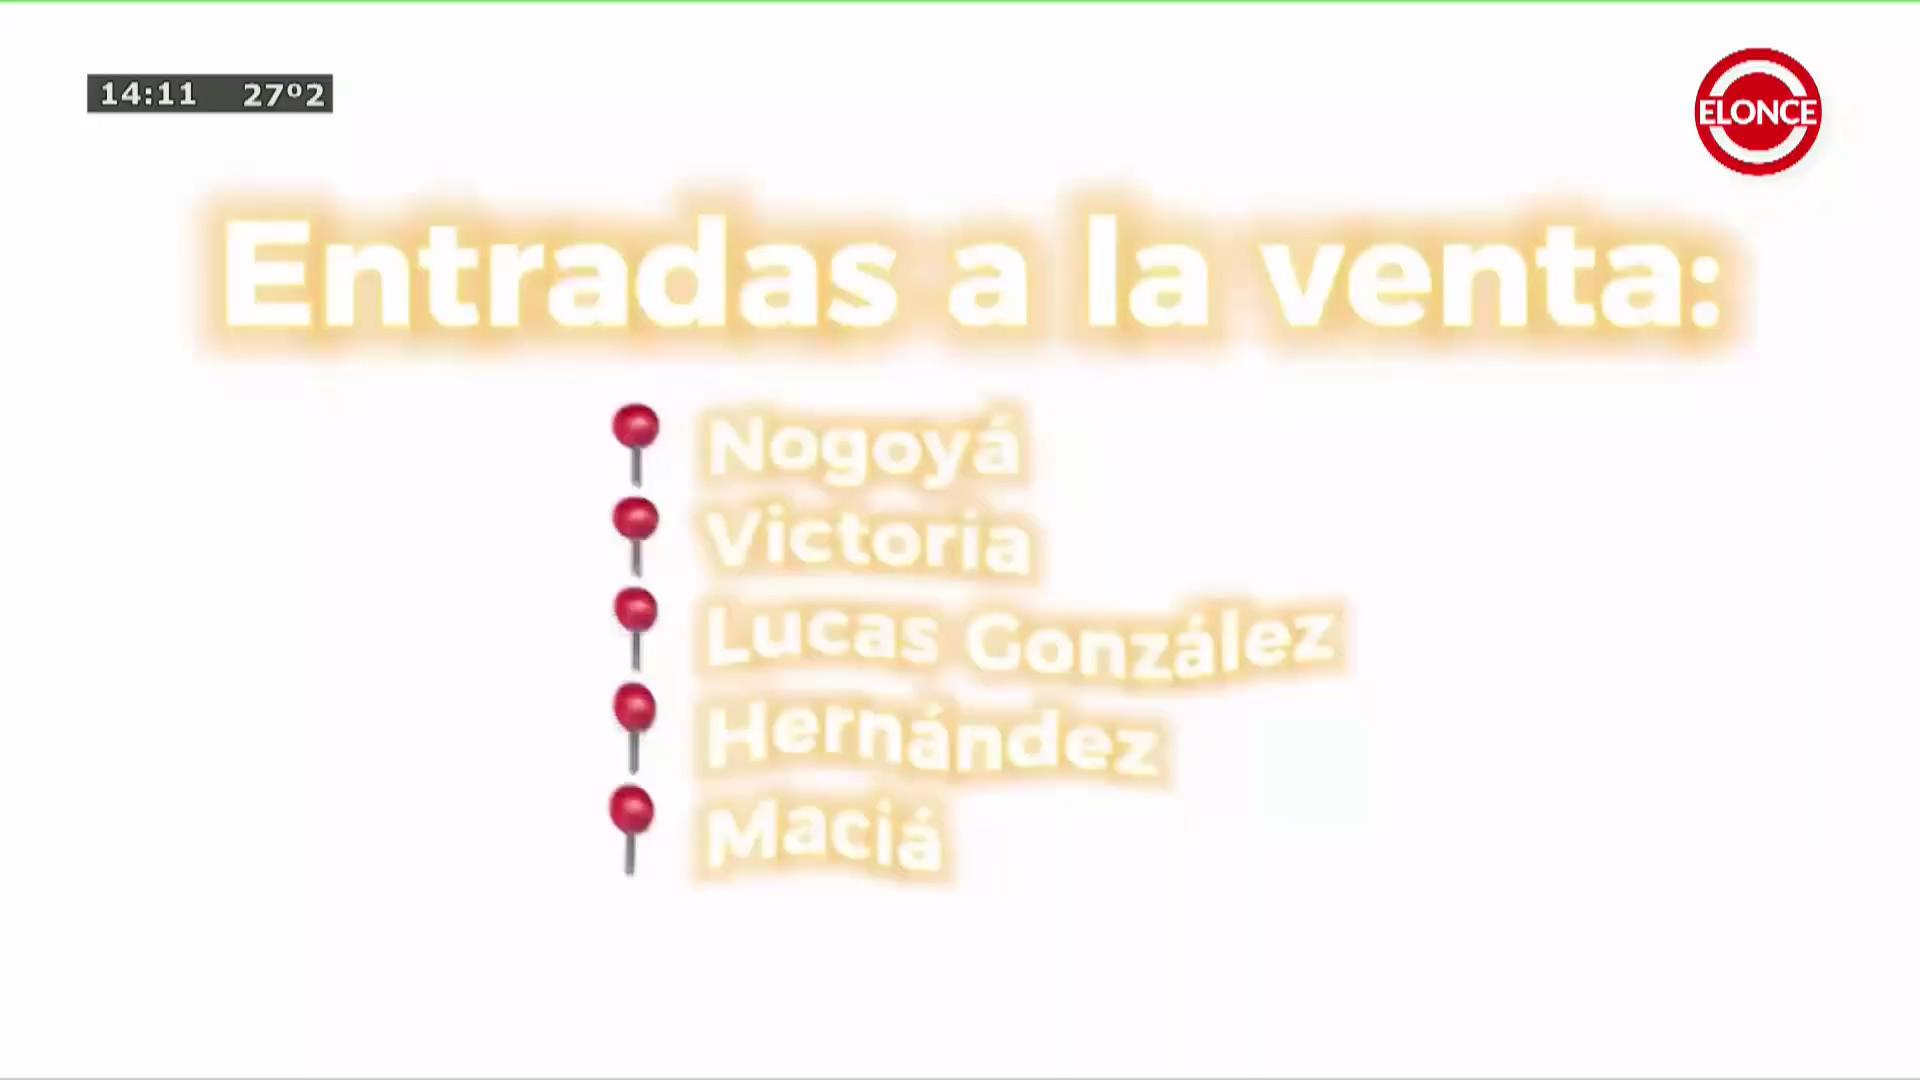 14:11 27º2
ELONCE
Entradas a la venta:
Nogoyá
Victoria
Lucas González
Hernández
Maciá